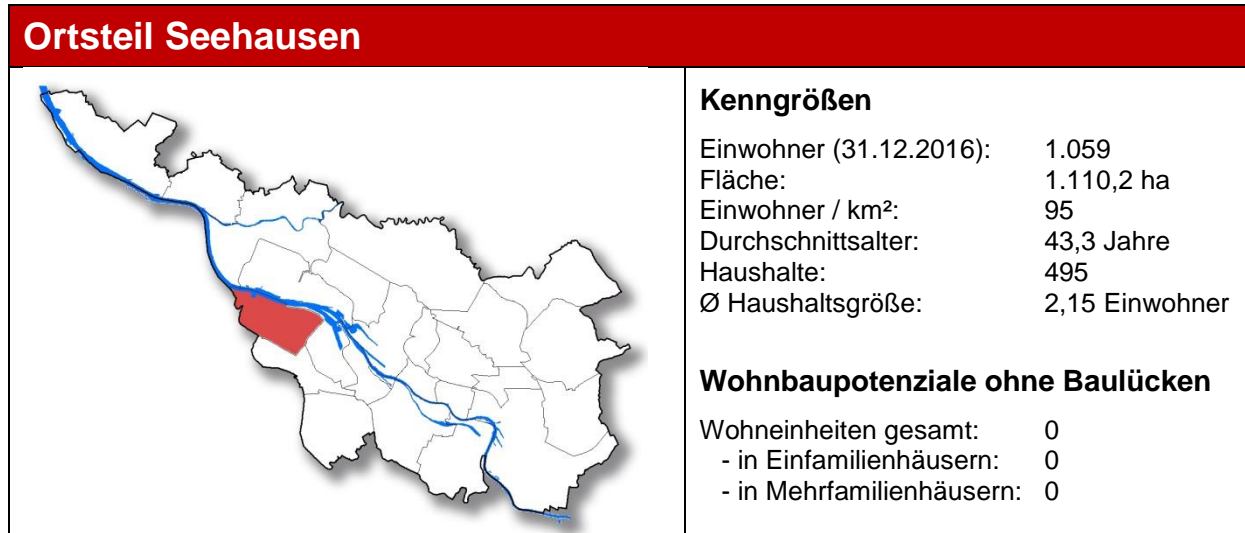 Ortsteil Seehausen
Kenngrößen
Einwohner (31.12.2016): 1.059
Fläche: 1.110,2 ha
Einwohner / km²: 95
Durchschnittsalter: 43,3 Jahre
Haushalte: 495
Ø Haushaltsgröße: 2,15 Einwohner
Wohnbaupotenziale ohne Baulücken
Wohneinheiten gesamt: 0
- in Einfamilienhäusern: 0
- in Mehrfamilienhäusern: 0